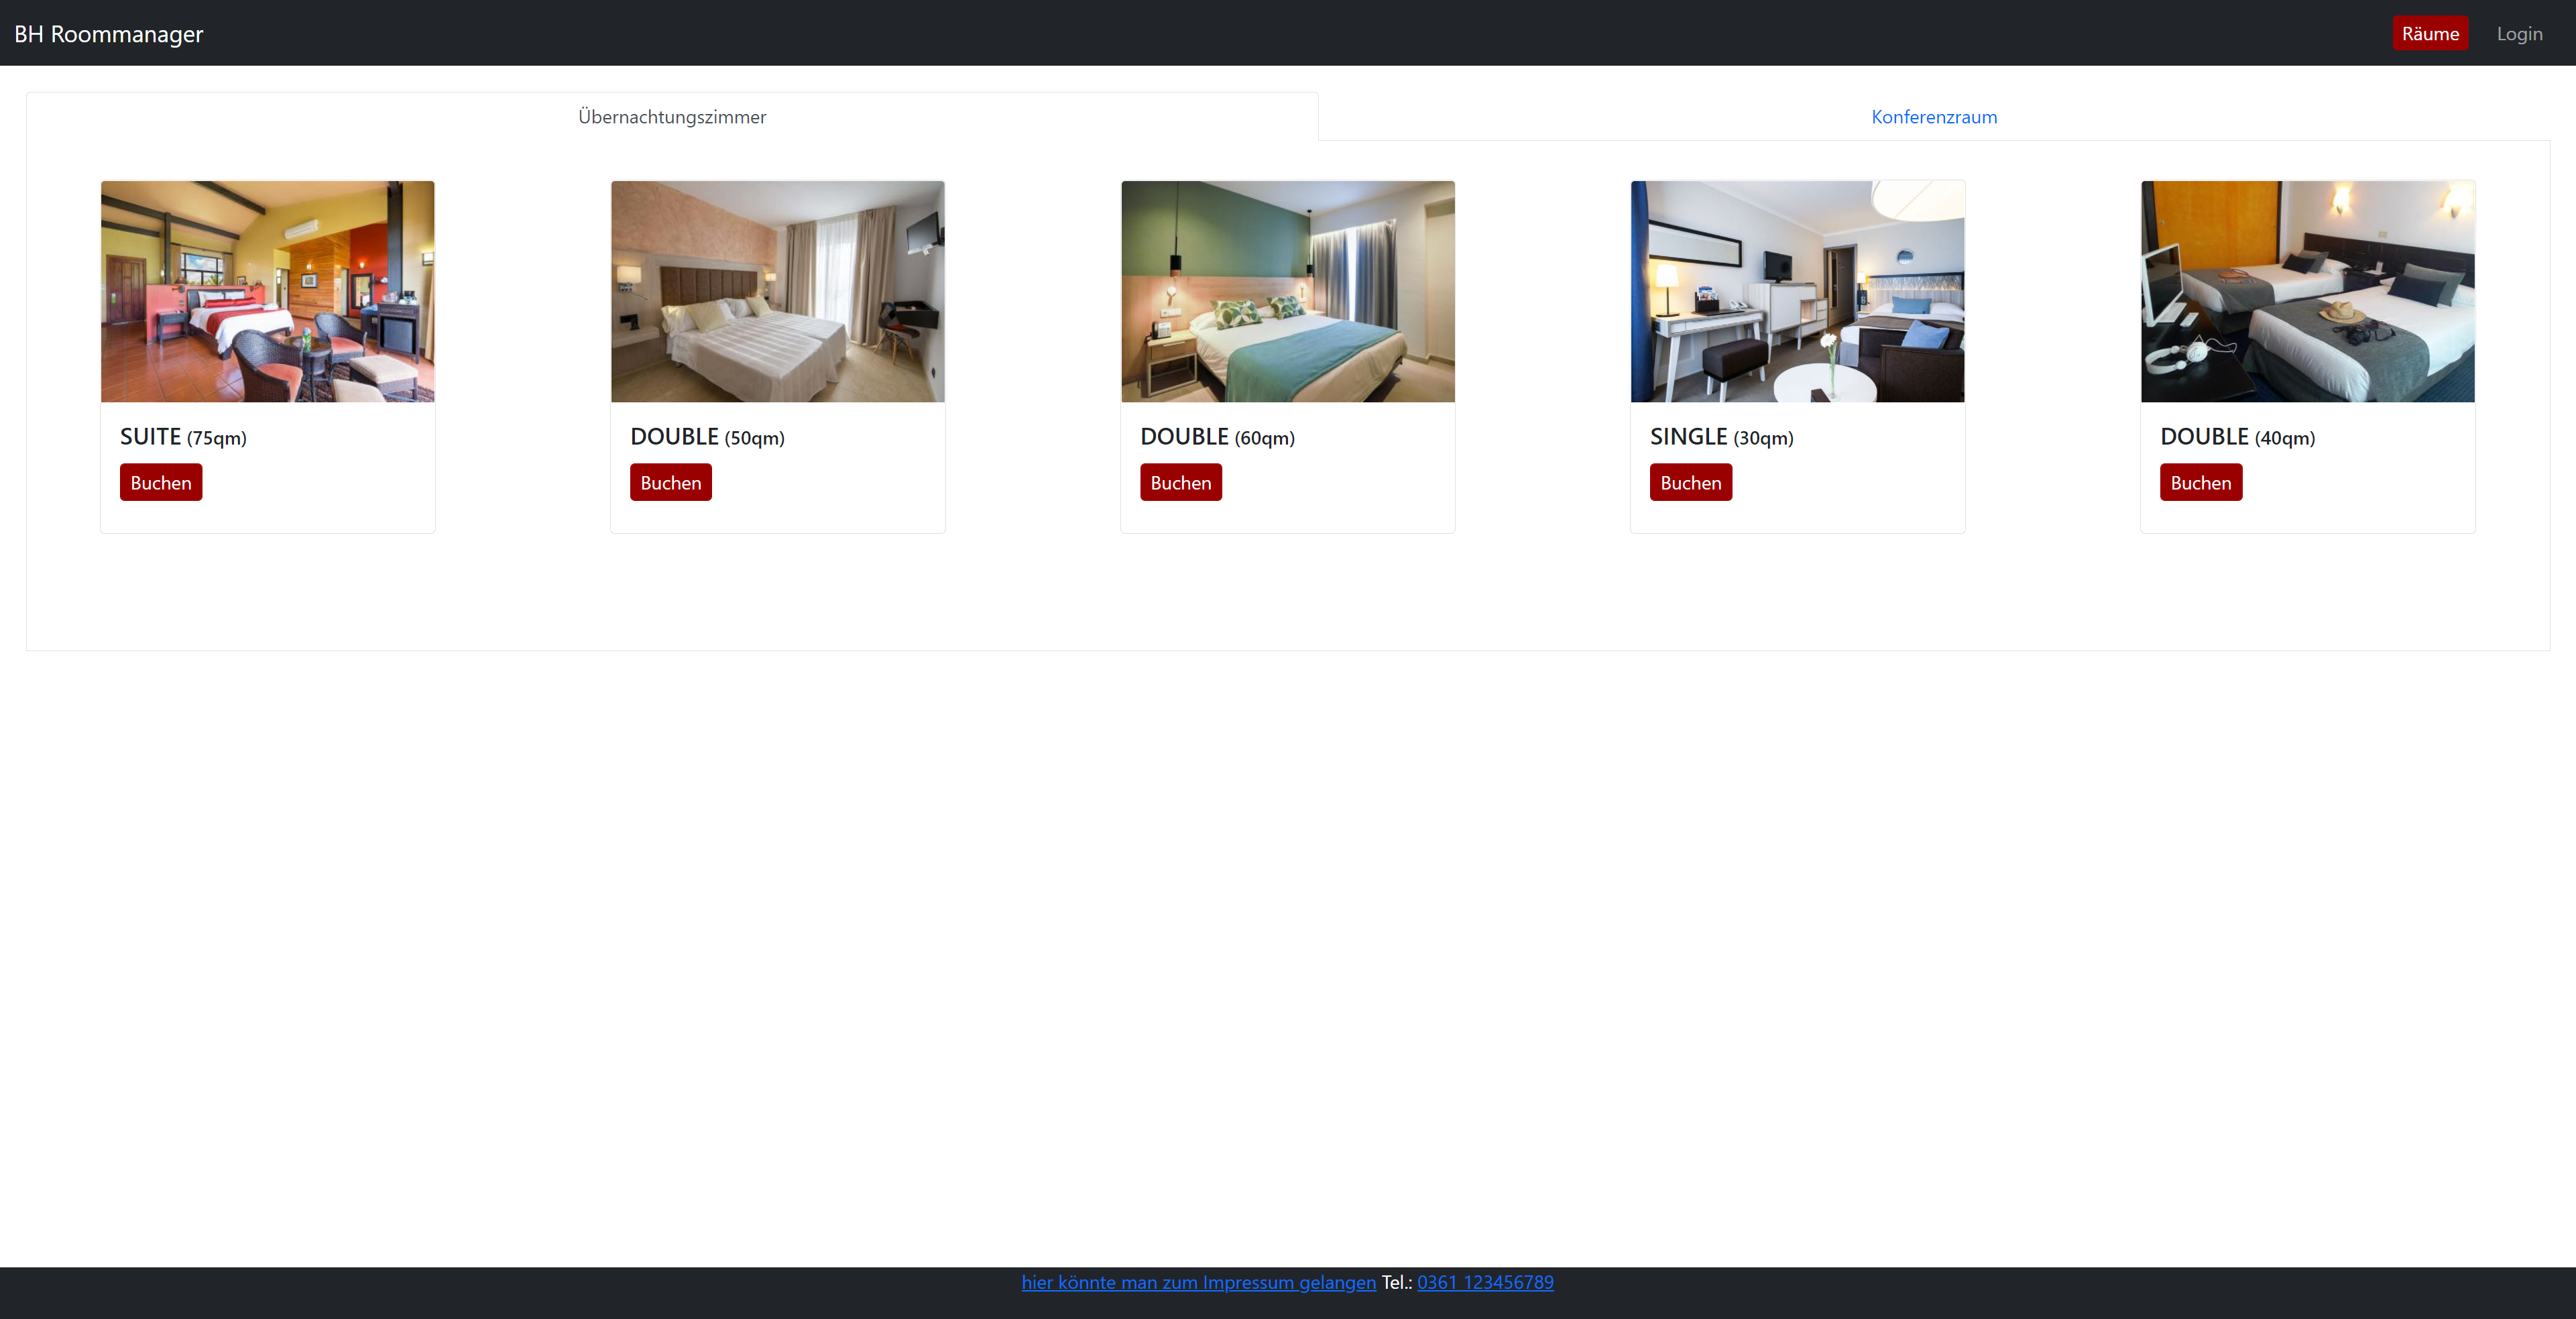 BH Roommanager
Räume
Login
Übernachtungszimmer
Konferenzraum
SUITE (75qm)
Buchen
DOUBLE (50qm)
Buchen
DOUBLE (60qm)
Buchen
SINGLE (30qm)
Buchen
DOUBLE (40qm)
Buchen
hier könnte man zum Impressum gelangen Tel.: 0361 123456789